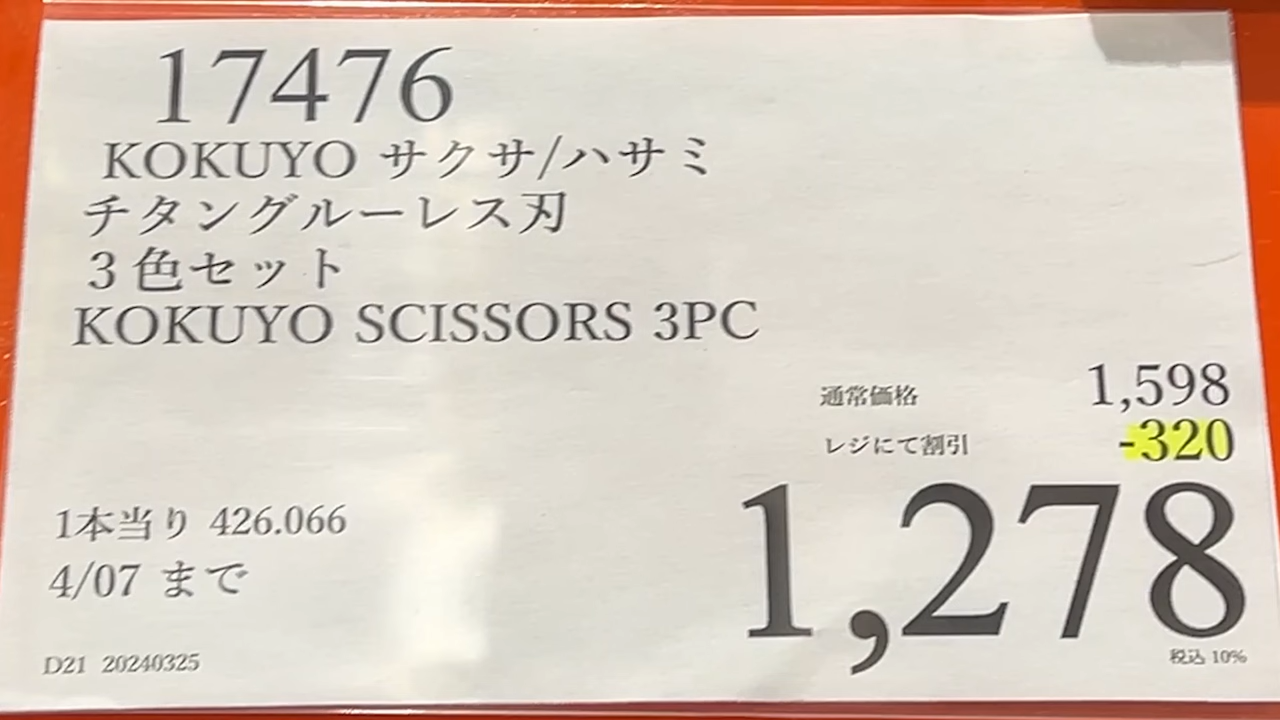 17476
KOKUYO サクサ/ハサミ
チタングルーレス刃
3色セット
KOKUYO SCISSORS 3PC
通常価格 1,598
レジにて割引 -320
1,278
1本当り 426.066
4/07 まで
税込 10%
D21 20240325